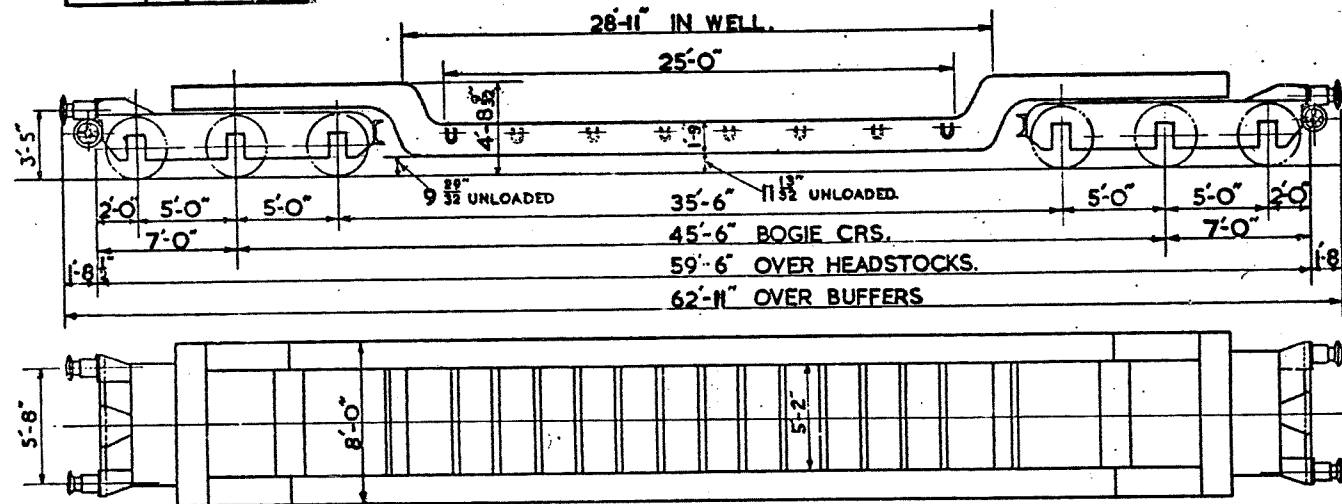 28'-11" IN WELL.
25'-0"
3'-5"
4'-8 9/32"
1'-9"
9 29/32" UNLOADED
11 13/32" UNLOADED.
2'-0" 5'-0" 5'-0" 35'-6" 5'-0" 5'-0" 2'-0"
7'-0" 45'-6" BOGIE CRS. 7'-0"
1'-8 1/2" 59'-6" OVER HEADSTOCKS. 1'-8
62'-11" OVER BUFFERS
5'-8"
8'-0"
5'-2"